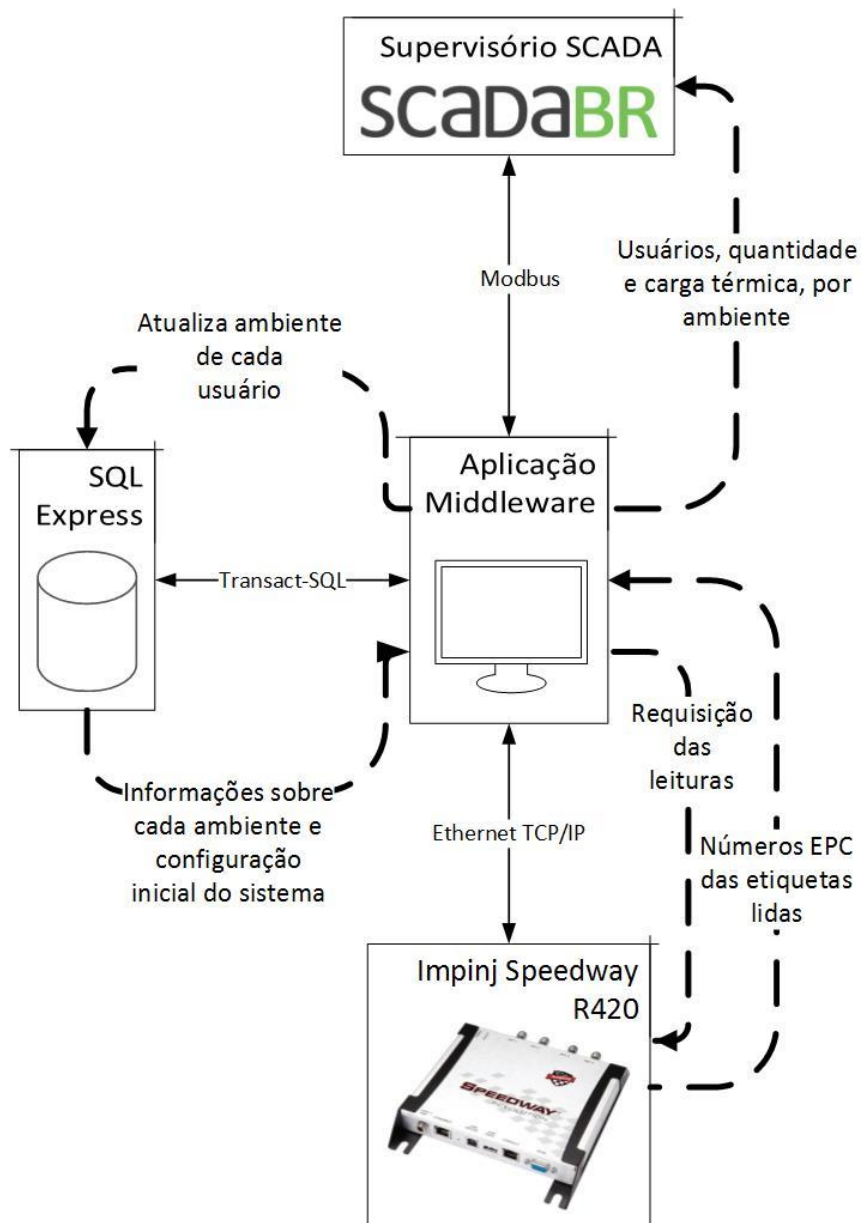 Supervisório SCADA
SCADABR
Usuários, quantidade
e carga térmica, por
ambiente
Modbus
Atualiza ambiente
de cada
usuário
SQL
Express
Aplicação
Middleware
Transact-SQL
Requisição
das
leituras
Informações sobre
cada ambiente e
configuração
inicial do sistema
Ethernet TCP/IP
Números EPC
das etiquetas
lidas
Impinj Speedway
R420
SPEEDWAY